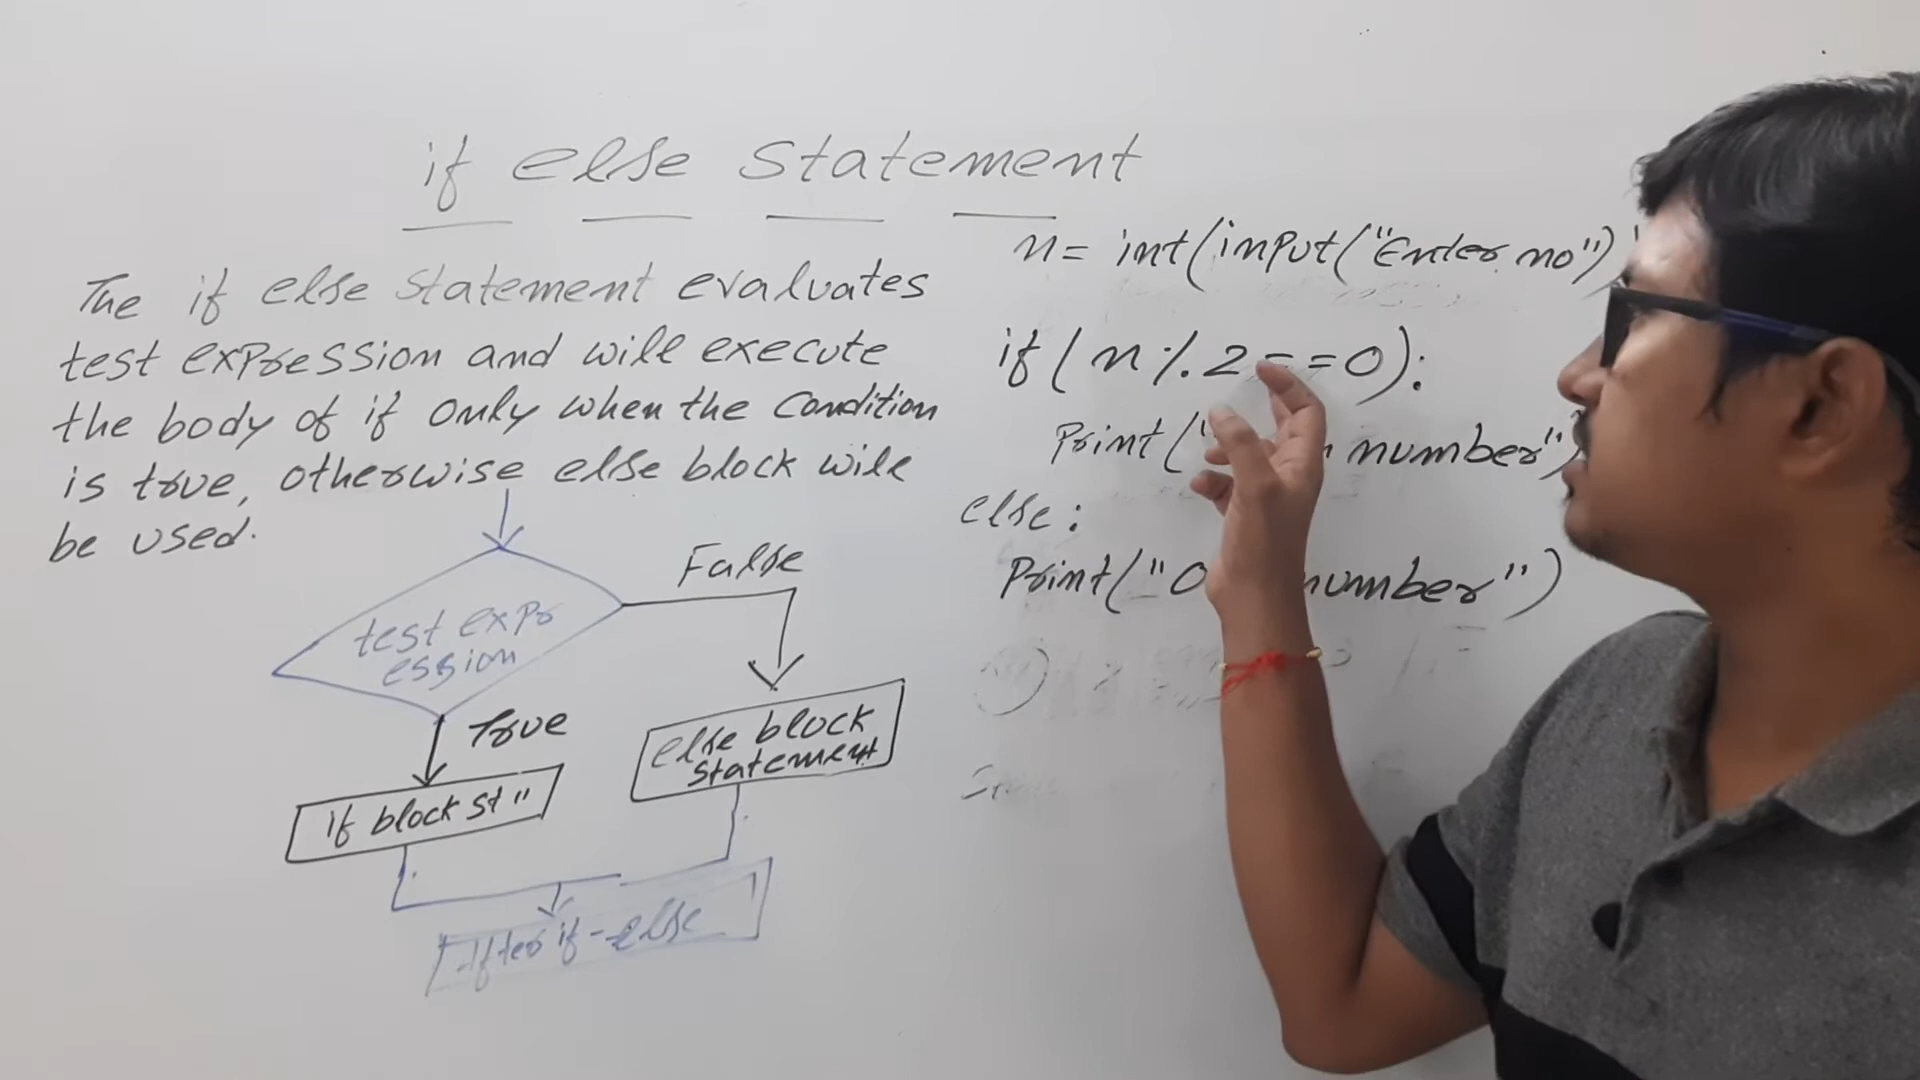 if else Statement
The if else Statement evaluates
test expression and will execute
the body of if only when the Condition
is true, otherwise else block will
be used.
test expr
ession
False
True
if block st"
else block
statement
After if-else
n= int(input("Enter no")
if( n%2==0):
Print(" number")
else:
Print("O number")